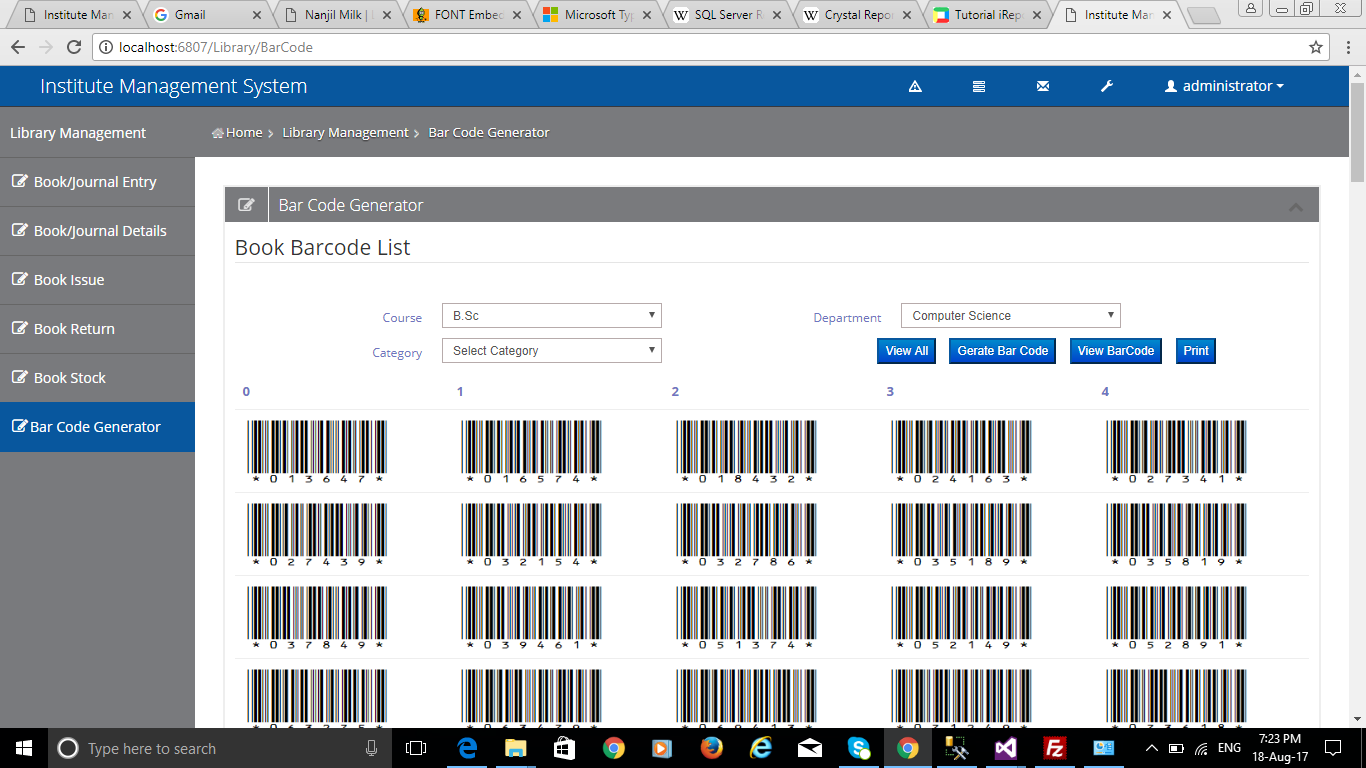 Institute Man
Gmail
Nanjil Milk |
FONT Embed
Microsoft Typ
SQL Server R
Crystal Repo
Tutorial iRep
Institute Man
localhost:6807/Library/BarCode
Institute Management System
administrator
Library Management
Home > Library Management > Bar Code Generator
Book/Journal Entry
Book/Journal Details
Book Issue
Book Return
Book Stock
Bar Code Generator
Bar Code Generator
Book Barcode List
Course B.Sc Department Computer Science
Category Select Category View All Gerate Bar Code View BarCode Print
0 1 2 3 4
*013647* *016574* *018432* *024163* *027341*
*027439* *032154* *032786* *035189* *035819*
*037849* *039461* *051374* *052149* *052891*
Type here to search
ENG
7:23 PM
18-Aug-17